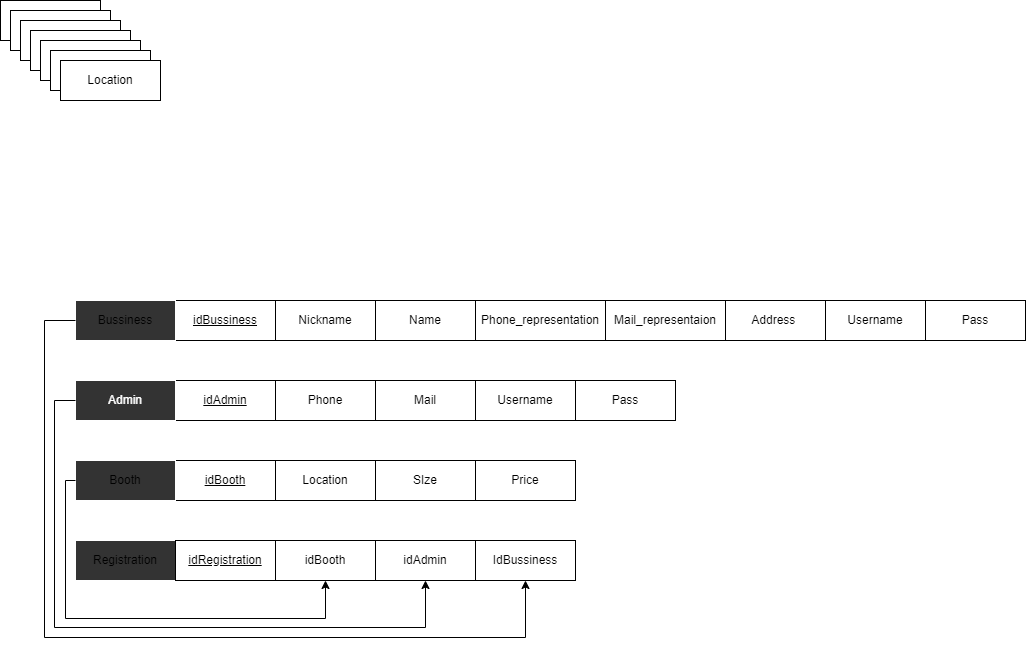 Location
Bussiness idBussiness Nickname Name Phone_representation Mail_representaion Address Username Pass
Admin idAdmin Phone Mail Username Pass
Booth idBooth Location SIze Price
Registration idRegistration idBooth idAdmin IdBussiness